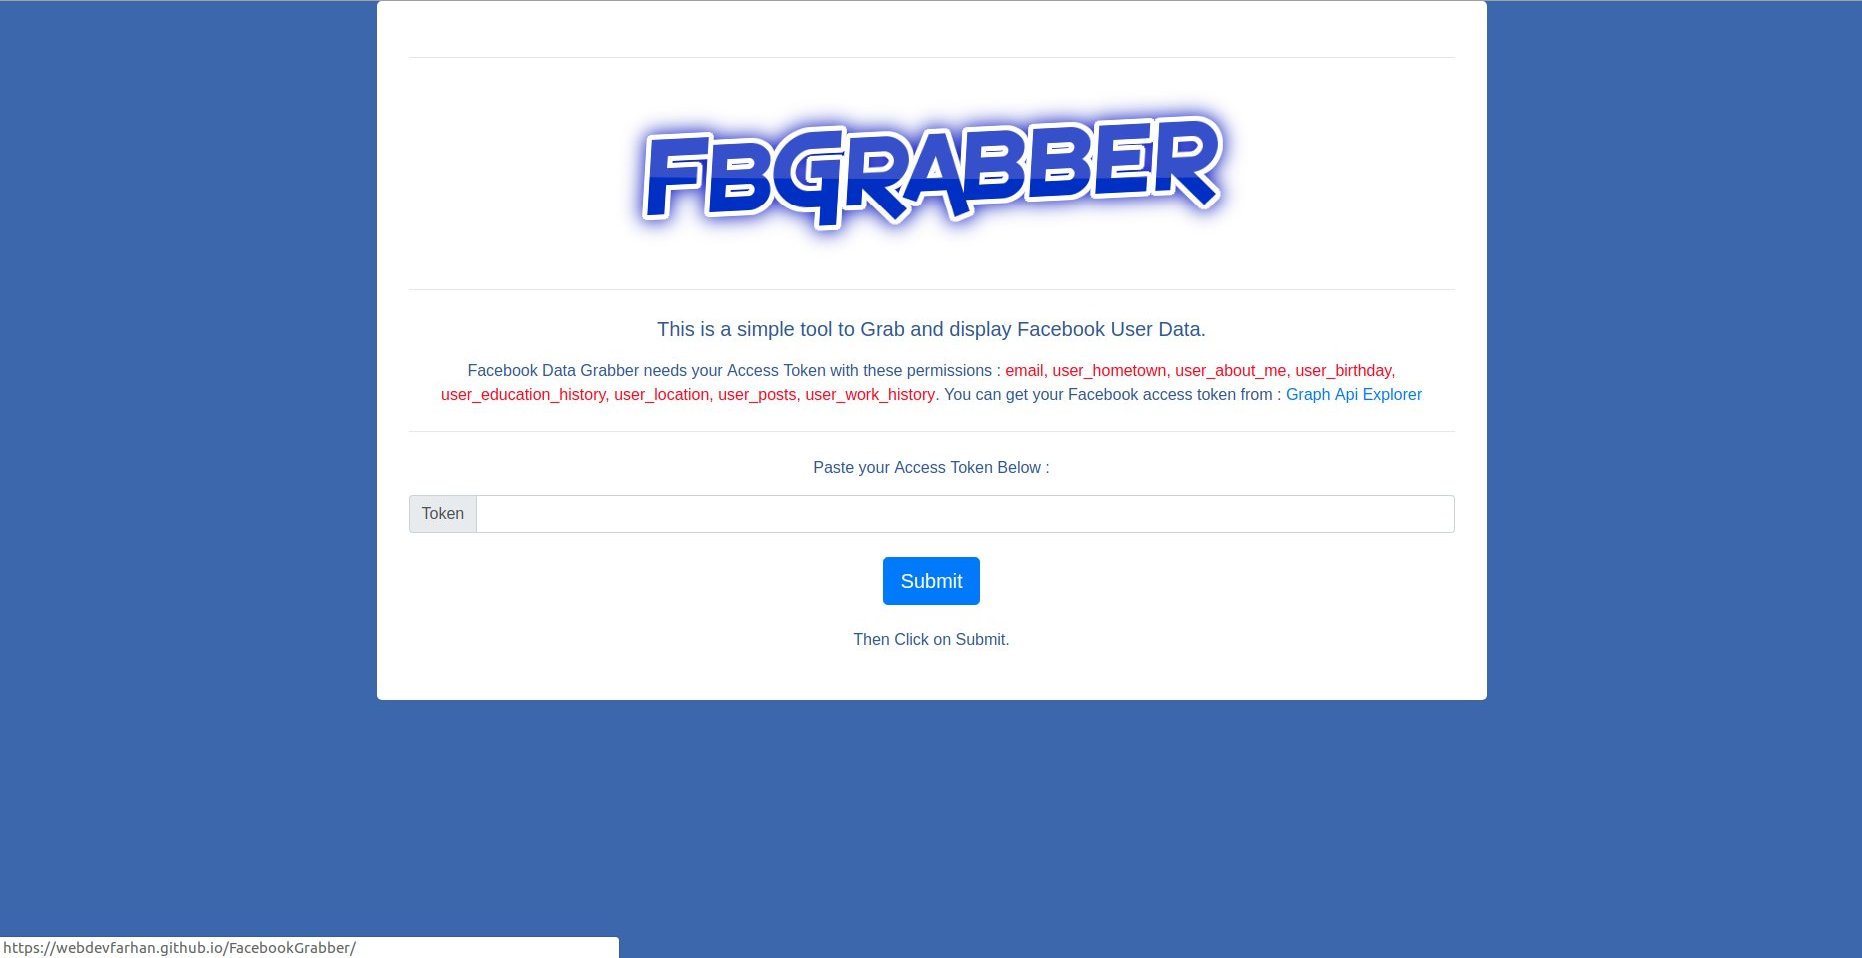 FBGRABBER
This is a simple tool to Grab and display Facebook User Data.
Facebook Data Grabber needs your Access Token with these permissions : email, user_hometown, user_about_me, user_birthday,
user_education_history, user_location, user_posts, user_work_history. You can get your Facebook access token from : Graph Api Explorer
Paste your Access Token Below :
Token
Submit
Then Click on Submit.
https://webdevfarhan.github.io/FacebookGrabber/